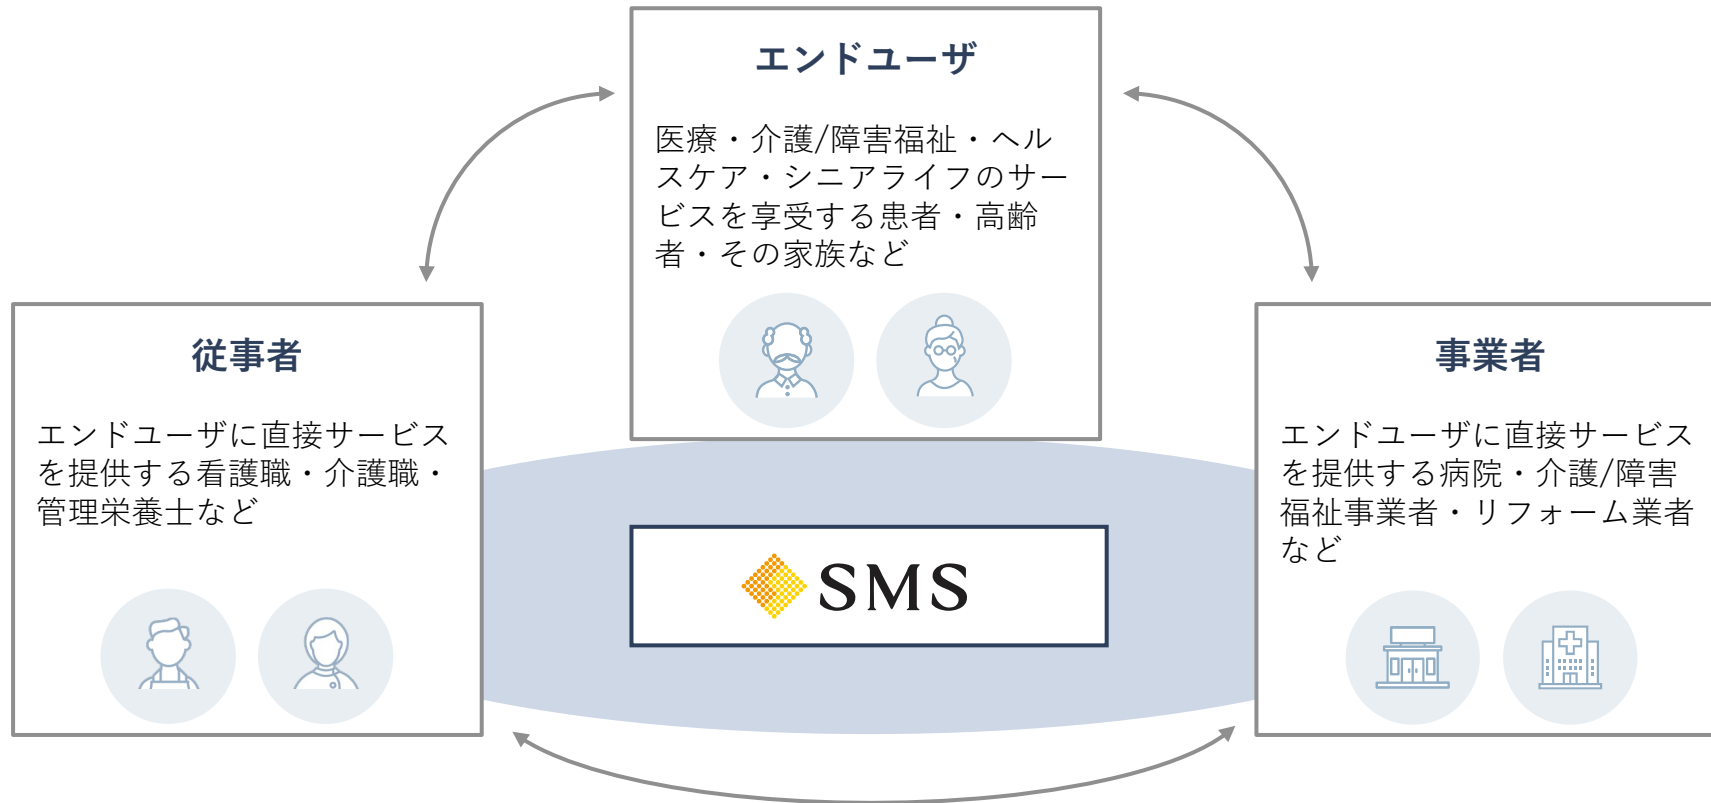 エンドユーザ
医療・介護/障害福祉・ヘル
スケア・シニアライフのサー
ビスを享受する患者・高齢
者・その家族など
従事者
エンドユーザに直接サービス
を提供する看護職・介護職・
管理栄養士など
SMS
事業者
エンドユーザに直接サービス
を提供する病院・介護/障害
福祉事業者・リフォーム業者
など